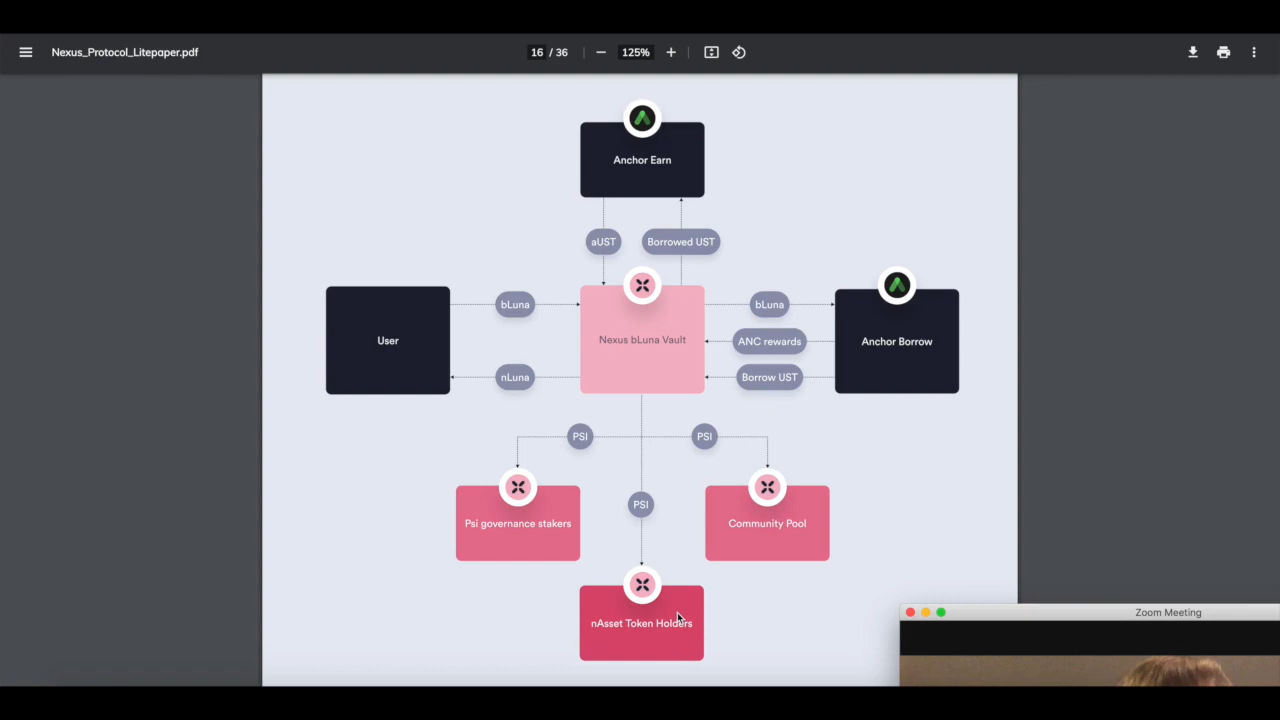 Nexus_Protocol_Litepaper.pdf
16 / 36
125%
Anchor Earn
aUST
Borrowed UST
User
bLuna
Nexus bLuna Vault
bLuna
ANC rewards
Anchor Borrow
nLuna
Borrow UST
PSI
PSI
PSI
Psi governance stakers
Community Pool
nAsset Token Holders
Zoom Meeting